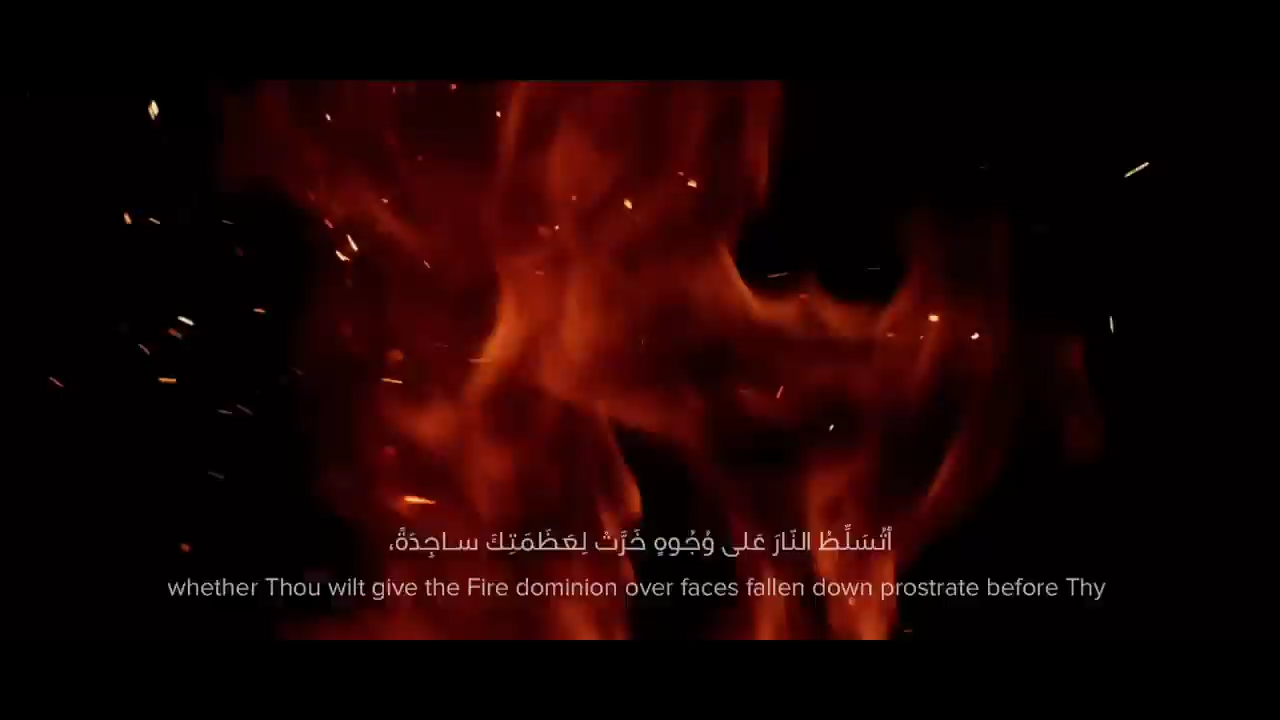 أَتُسَلِّطُ النّارَ عَلى وُجُوهٍ خَرَّتْ لِعَظَمَتِكَ ساجِدَةً،
whether Thou wilt give the Fire dominion over faces fallen down prostrate before Thy